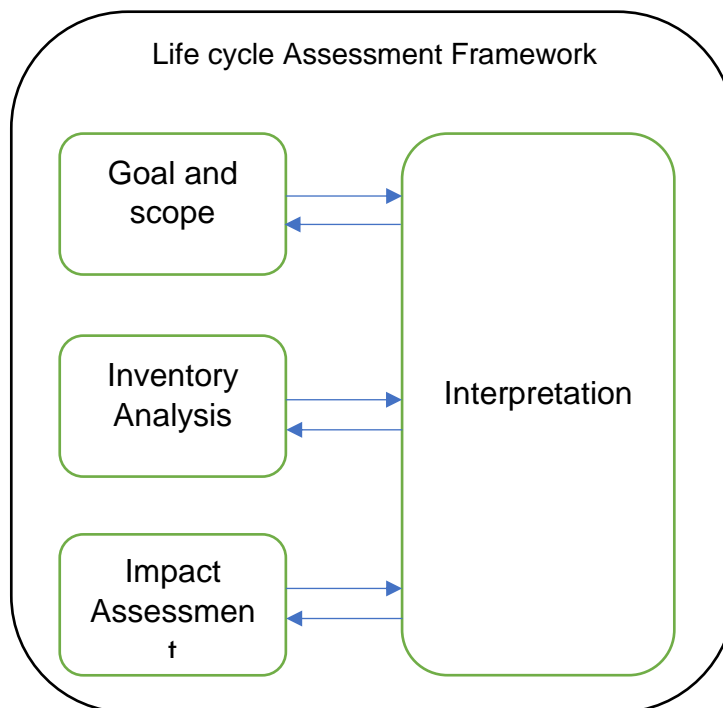 Life cycle Assessment Framework
Goal and
scope
Inventory
Analysis
Interpretation
Impact
Assessmen
t